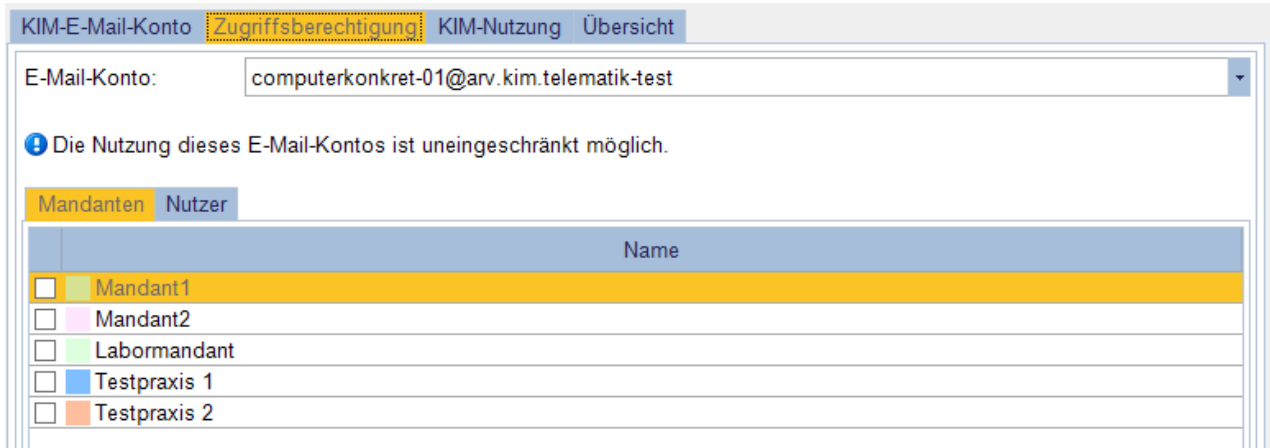 KIM-E-Mail-Konto Zugriffsberechtigung KIM-Nutzung Übersicht
E-Mail-Konto: computerkonkret-01@arv.kim.telematik-test
Die Nutzung dieses E-Mail-Kontos ist uneingeschränkt möglich.
Mandanten Nutzer
Name
Mandant1
Mandant2
Labormandant
Testpraxis 1
Testpraxis 2